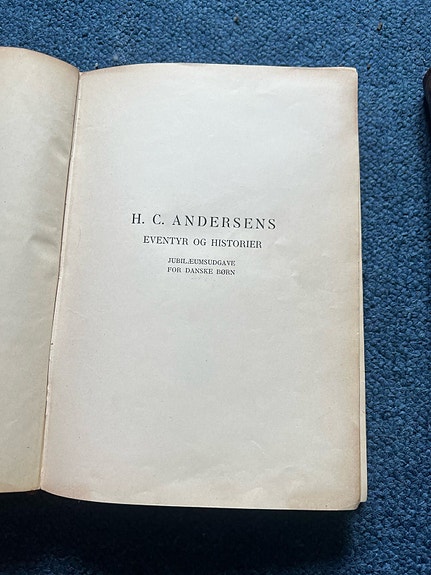 H. C. ANDERSENS
EVENTYR OG HISTORIER
JUBILÆUMSUDGAVE
FOR DANSKE BØRN